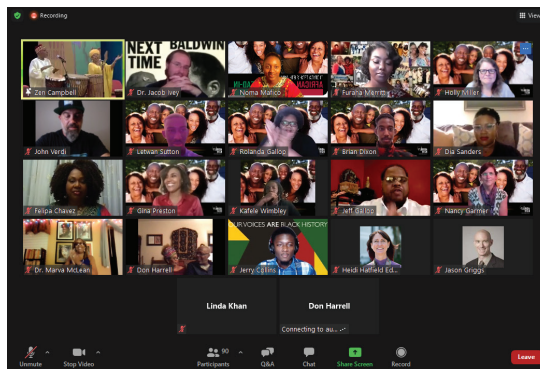 Recording
View
NEXT BALDWIN
TIME
Zen Campbell
Dr. Jacob Ivey
Noma Mafico
Furaha Merritt
Holly Miller
John Verdi
Latwan Sutton
Rolanda Gallop
Brian Dixon
Dia Sanders
Felipa Chavez
Gina Preston
Kafele Wimbley
Jeff Gallop
Nancy Garmer
OUR VOICES ARE BLACK HISTORY
Dr. Marva McLean
Don Harrell
Jerry Collins
Heidi Hatfield Ed...
Jason Griggs
Linda Khan
Don Harrell
Connecting to au...
90
Unmute
Stop Video
Participants
Q&A
Chat
Share Screen
Record
Leave